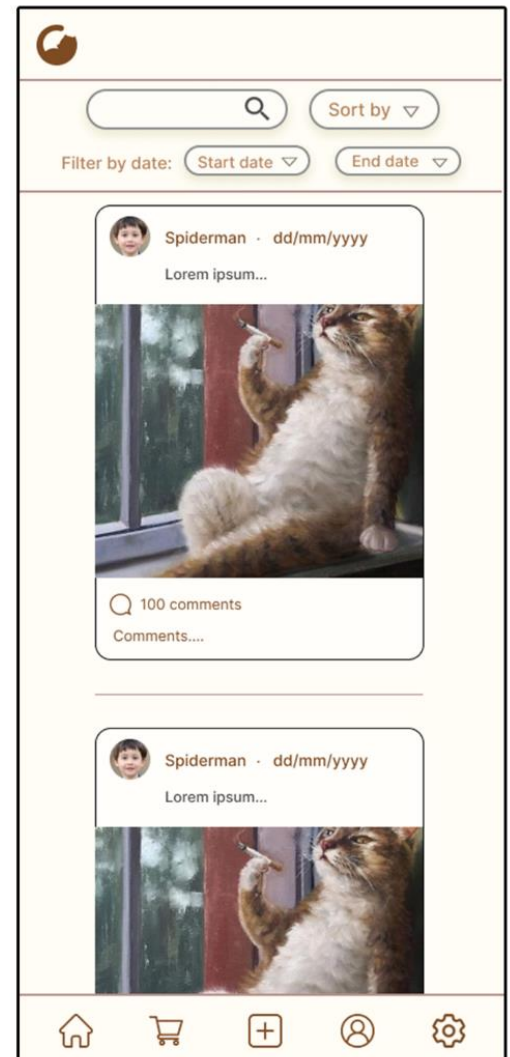 Sort by
Filter by date: Start date End date
Spiderman · dd/mm/yyyy
Lorem ipsum...
100 comments
Comments....
Spiderman · dd/mm/yyyy
Lorem ipsum...